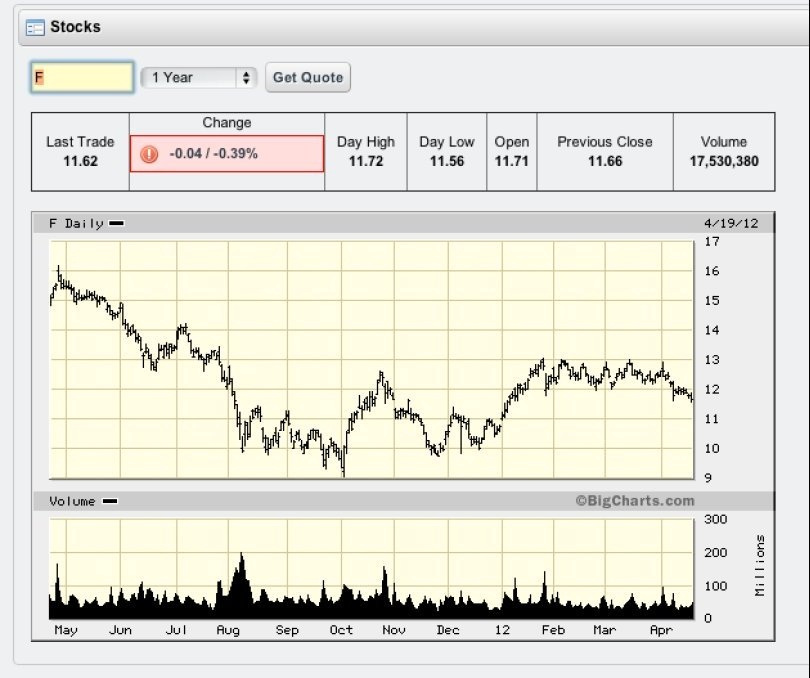 Stocks
F 1 Year Get Quote
Last Trade Change Day High Day Low Open Previous Close Volume
11.62 -0.04 / -0.39% 11.72 11.56 11.71 11.66 17,530,380
F Daily 4/19/12
17
16
15
14
13
12
11
10
9
Volume ©BigCharts.com
300
200
100
0
Millions
May Jun Jul Aug Sep Oct Nov Dec 12 Feb Mar Apr